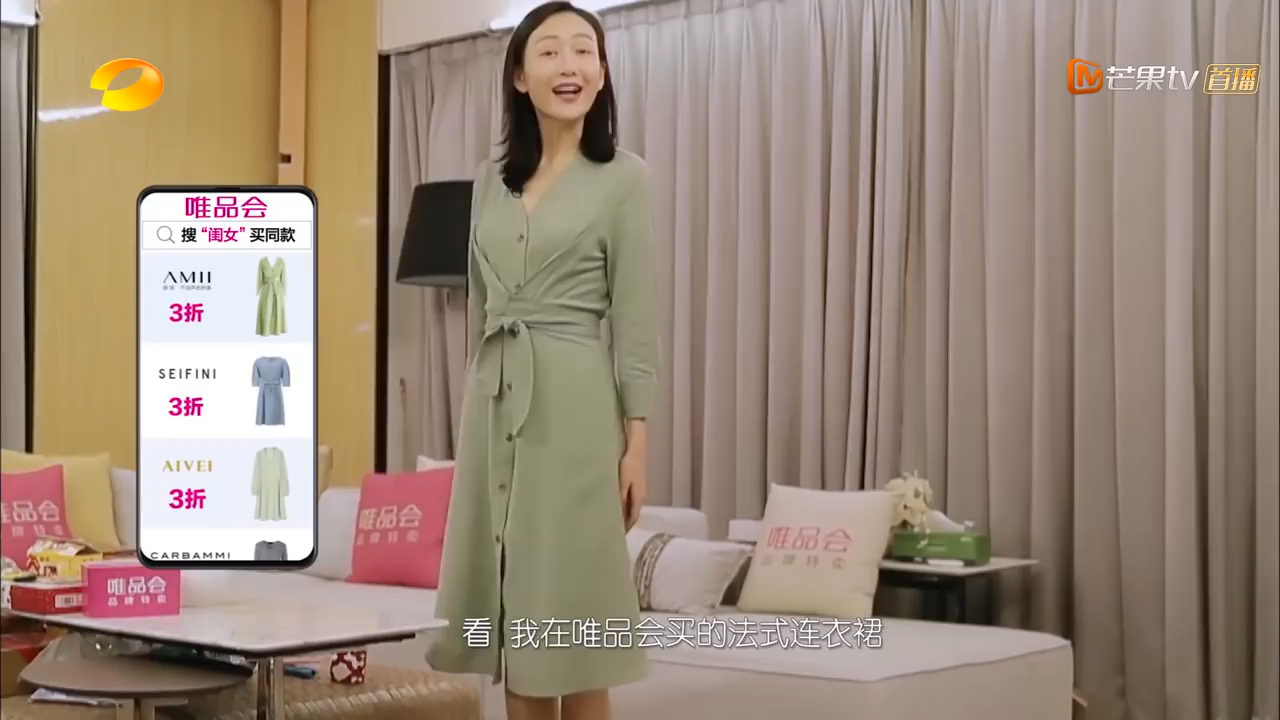 芒果tv 首播
唯品会
搜“闺女”买同款
AMII
3折
SEIFINI
3折
AIVEI
3折
CARBAMMI
唯品会
品牌特卖
唯品会
品牌特卖
唯品会
唯品会
品牌特卖
看 我在唯品会买的法式连衣裙